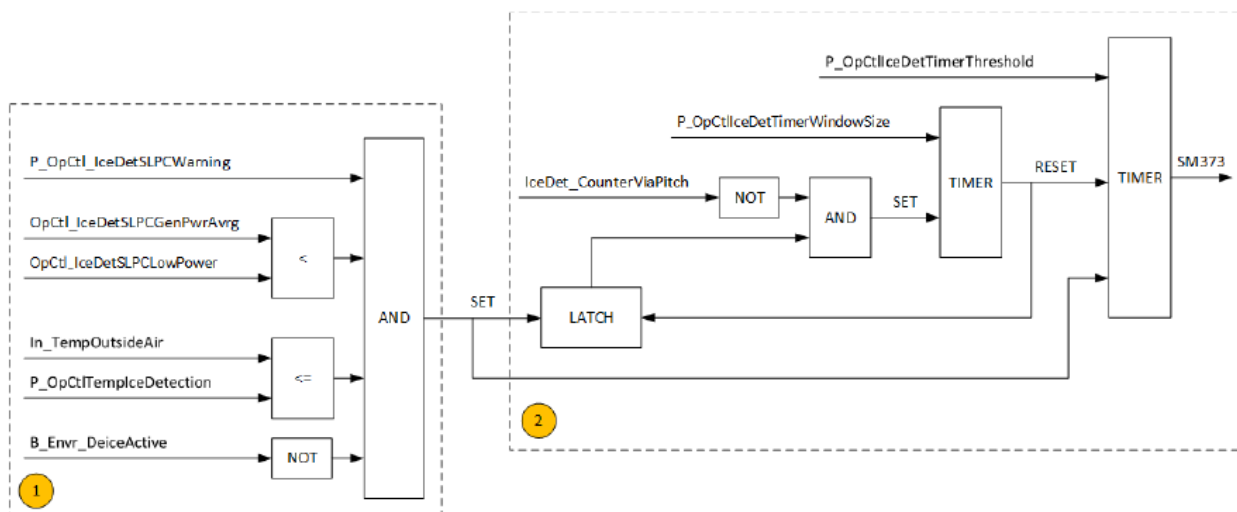 P_OpCtl_IceDetSLPCWarning
OpCtl_IceDetSLPCGenPwrAvrg
OpCtl_IceDetSLPCLowPower
<
In_TempOutsideAir
P_OpCtlTempIceDetection
<=
B_Envr_DeiceActive
NOT
AND
1
P_OpCtlIceDetTimerThreshold
P_OpCtlIceDetTimerWindowSize
IceDet_CounterViaPitch
NOT
AND
SET
TIMER
RESET
TIMER
SM373
SET
LATCH
2